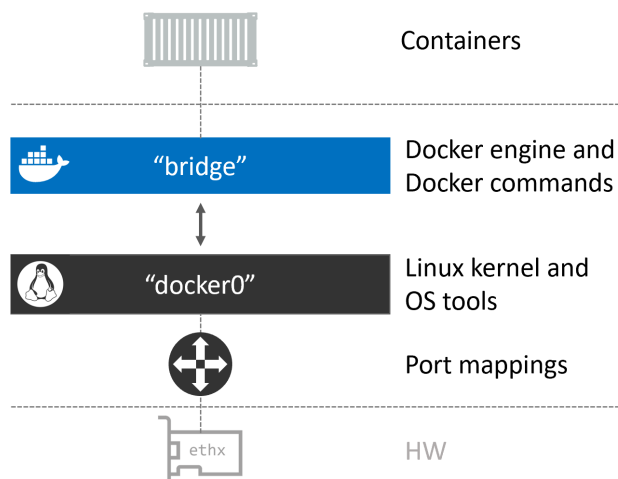 Containers
“bridge”
Docker engine and
Docker commands
“docker0”
Linux kernel and
OS tools
Port mappings
ethx
HW